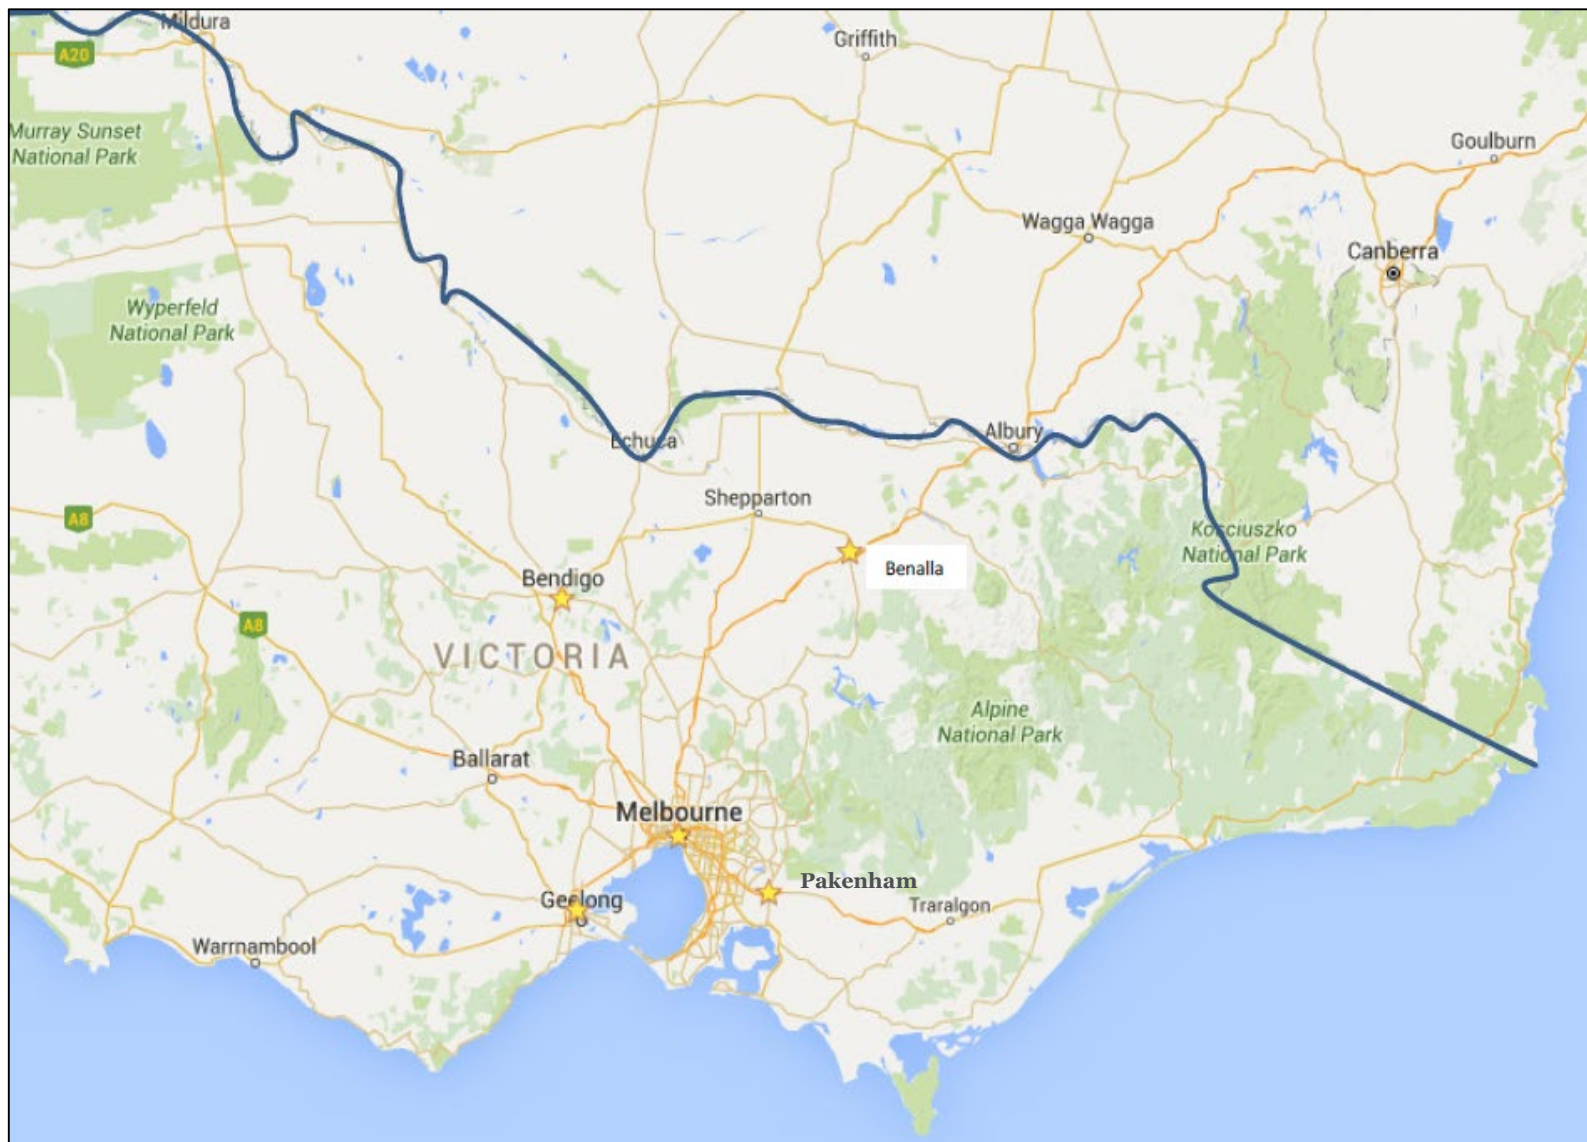 Mildura
Griffith
A20
Murray Sunset
National Park
Goulburn
Wagga Wagga
Canberra
Wyperfeld
National Park
Echuca
Albury
Shepparton
A8
Kosciuszko
National Park
Benalla
Bendigo
A8
VICTORIA
Alpine
National Park
Ballarat
Melbourne
Pakenham
Geelong
Traralgon
Warrnambool